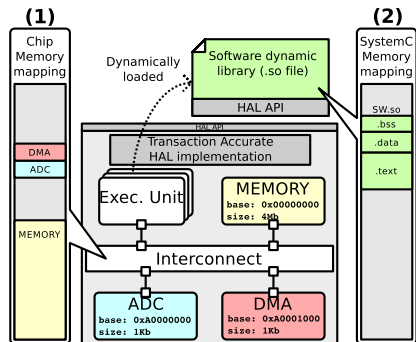 (1)
Chip
Memory
mapping
DMA
ADC
MEMORY
Dynamically
loaded
Software dynamic
library (.so file)
HAL API
HAL API
Transaction Accurate
HAL implementation
Exec. Unit
MEMORY
base: 0x00000000
size: 4Mb
Interconnect
ADC
base: 0xA0000000
size: 1Kb
DMA
base: 0xA0001000
size: 1Kb
(2)
SystemC
Memory
mapping
SW.so
.bss
.data
.text